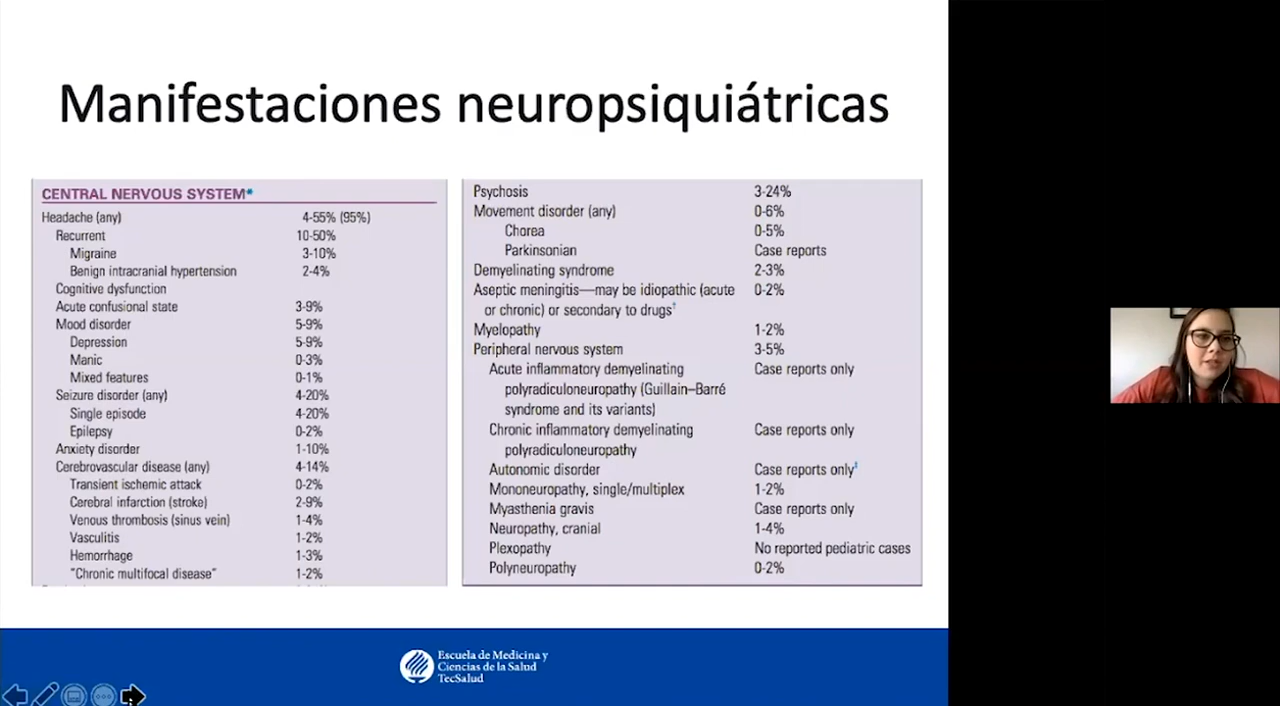 Manifestaciones neuropsiquiátricas
CENTRAL NERVOUS SYSTEM*
Headache (any) 4-55% (95%)
Recurrent 10-50%
Migraine 3-10%
Benign intracranial hypertension 2-4%
Cognitive dysfunction
Acute confusional state 3-9%
Mood disorder 5-9%
Depression 5-9%
Manic 0-3%
Mixed features 0-1%
Seizure disorder (any) 4-20%
Single episode 4-20%
Epilepsy 0-2%
Anxiety disorder 1-10%
Cerebrovascular disease (any) 4-14%
Transient ischemic attack 0-2%
Cerebral infarction (stroke) 2-9%
Venous thrombosis (sinus vein) 1-4%
Vasculitis 1-2%
Hemorrhage 1-3%
"Chronic multifocal disease" 1-2%
Psychosis 3-24%
Movement disorder (any) 0-6%
Chorea 0-5%
Parkinsonian Case reports
Demyelinating syndrome 2-3%
Aseptic meningitis—may be idiopathic (acute 0-2%
or chronic) or secondary to drugs†
Myelopathy 1-2%
Peripheral nervous system 3-5%
Acute inflammatory demyelinating Case reports only
polyradiculoneuropathy (Guillain–Barré
syndrome and its variants)
Chronic inflammatory demyelinating Case reports only
polyradiculoneuropathy
Autonomic disorder Case reports only‡
Mononeuropathy, single/multiplex 1-2%
Myasthenia gravis Case reports only
Neuropathy, cranial 1-4%
Plexopathy No reported pediatric cases
Polyneuropathy 0-2%
Escuela de Medicina y
Ciencias de la Salud
TecSalud